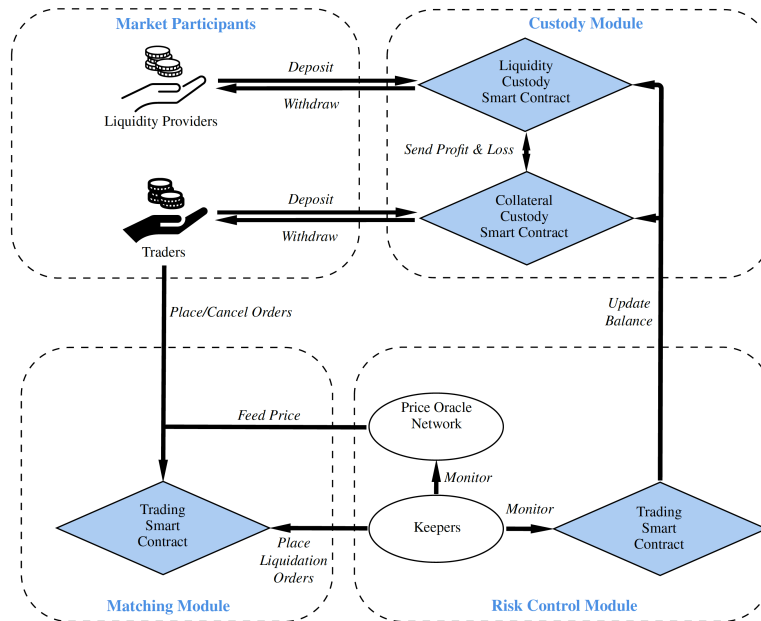 Market Participants
Custody Module
Deposit
Withdraw
Liquidity Providers
Liquidity
Custody
Smart Contract
Send Profit & Loss
Deposit
Withdraw
Traders
Collateral
Custody
Smart Contract
Place/Cancel Orders
Update
Balance
Feed Price
Price Oracle
Network
Monitor
Monitor
Trading
Smart
Contract
Keepers
Trading
Smart
Contract
Place
Liquidation
Orders
Matching Module
Risk Control Module